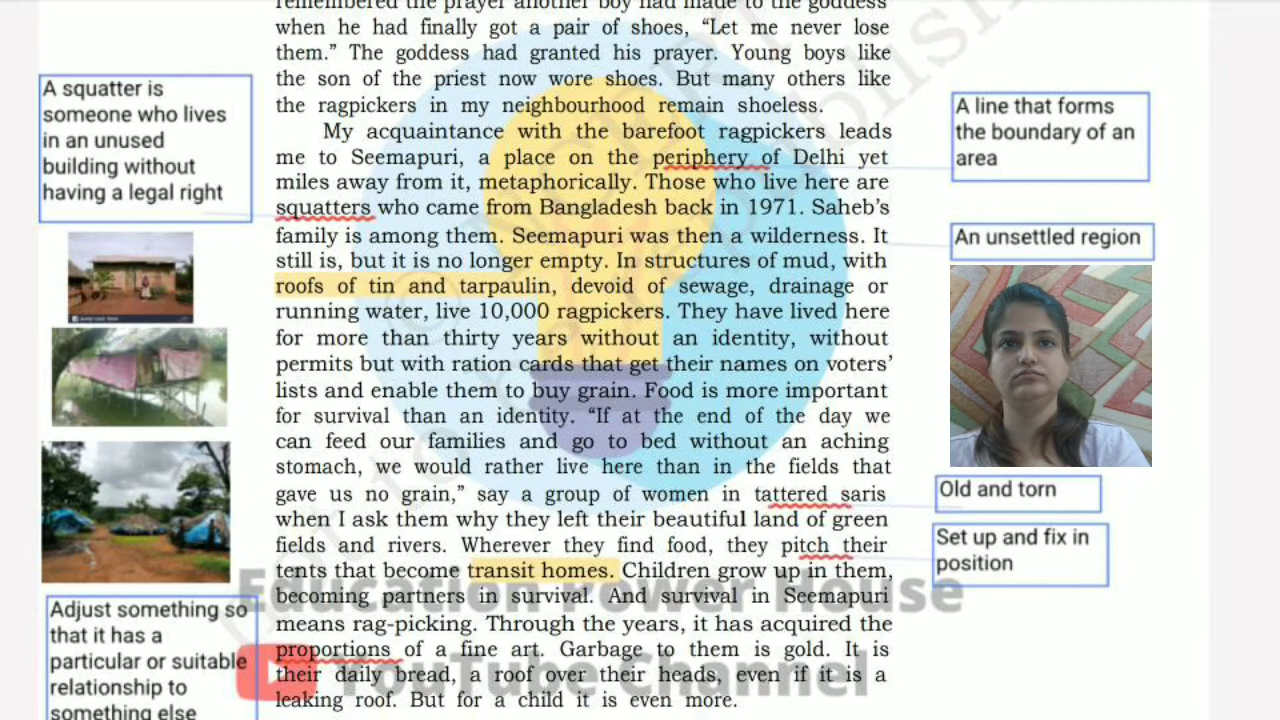 remembered the prayer another boy had made to the goddess
when he had finally got a pair of shoes, “Let me never lose
them.” The goddess had granted his prayer. Young boys like
the son of the priest now wore shoes. But many others like
the ragpickers in my neighbourhood remain shoeless.
My acquaintance with the barefoot ragpickers leads
me to Seemapuri, a place on the periphery of Delhi yet
miles away from it, metaphorically. Those who live here are
squatters who came from Bangladesh back in 1971. Saheb’s
family is among them. Seemapuri was then a wilderness. It
still is, but it is no longer empty. In structures of mud, with
roofs of tin and tarpaulin, devoid of sewage, drainage or
running water, live 10,000 ragpickers. They have lived here
for more than thirty years without an identity, without
permits but with ration cards that get their names on voters’
lists and enable them to buy grain. Food is more important
for survival than an identity. “If at the end of the day we
can feed our families and go to bed without an aching
stomach, we would rather live here than in the fields that
gave us no grain,” say a group of women in tattered saris
when I ask them why they left their beautiful land of green
fields and rivers. Wherever they find food, they pitch their
tents that become transit homes. Children grow up in them,
becoming partners in survival. And survival in Seemapuri
means rag-picking. Through the years, it has acquired the
proportions of a fine art. Garbage to them is gold. It is
their daily bread, a roof over their heads, even if it is a
leaking roof. But for a child it is even more.
A squatter is
someone who lives
in an unused
building without
having a legal right
Adjust something so
that it has a
particular or suitable
relationship to
something else
A line that forms
the boundary of an
area
An unsettled region
Old and torn
Set up and fix in
position
Education Power House
YouTube Channel